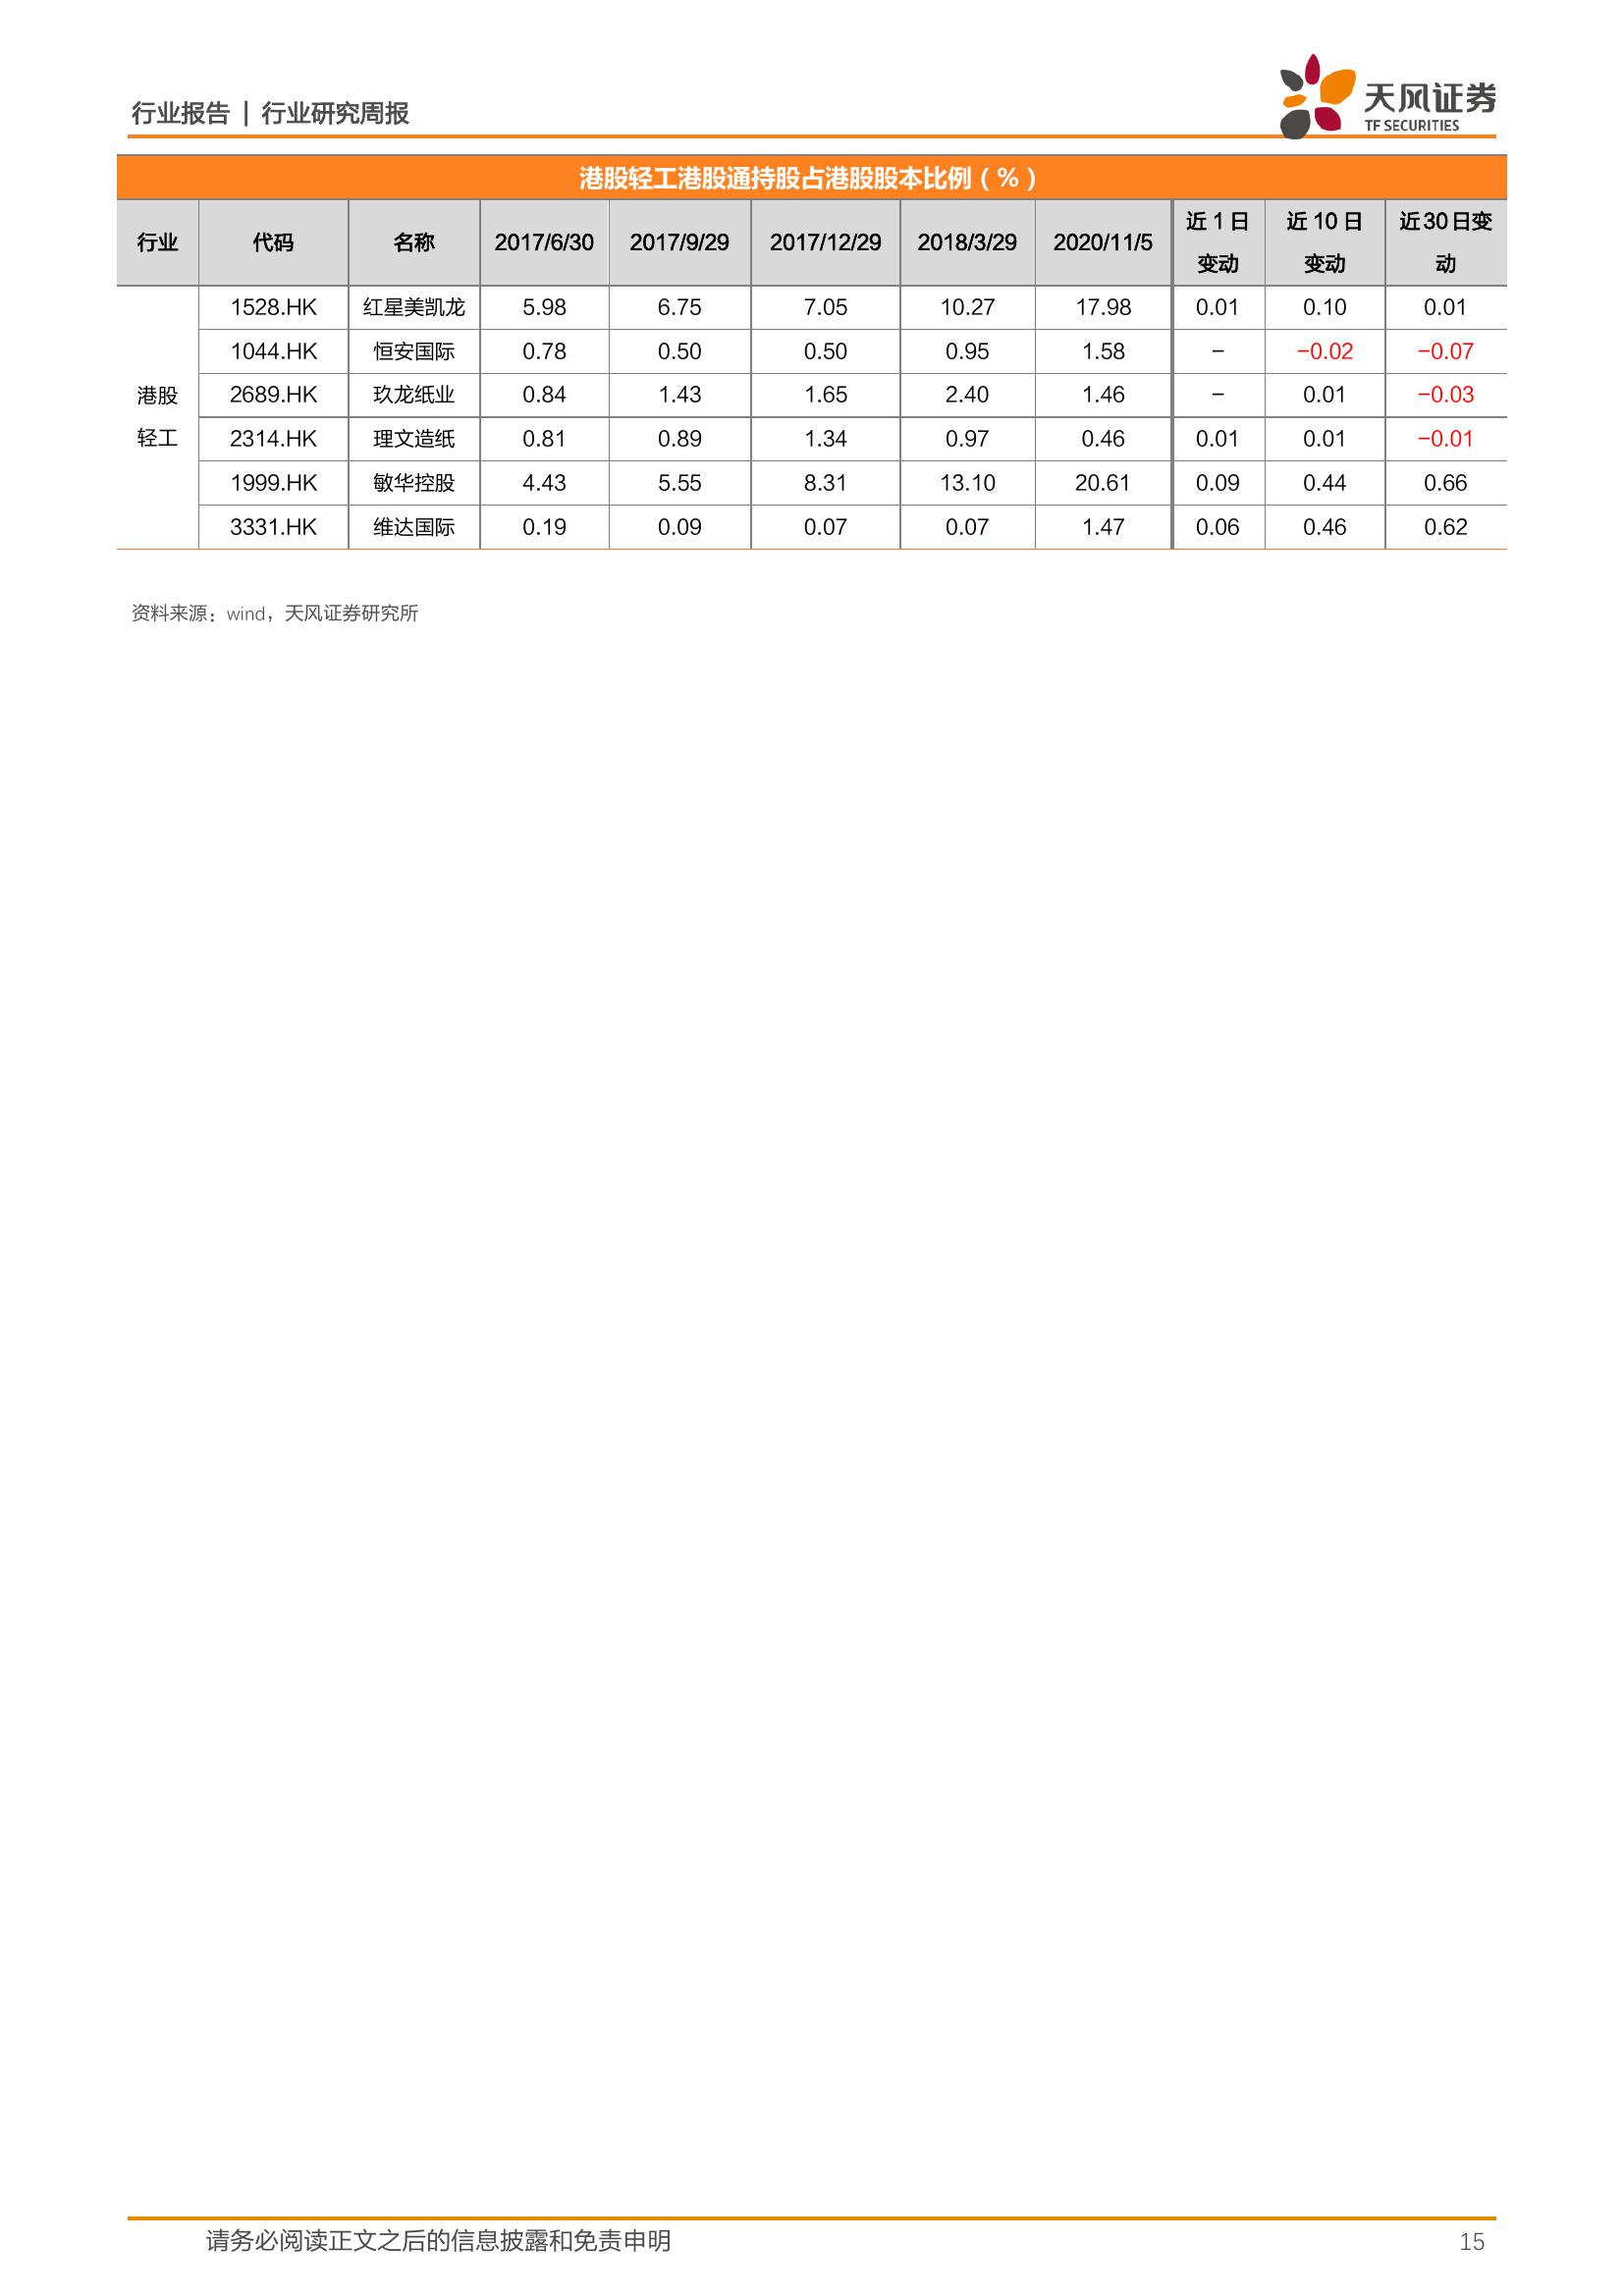 行业报告 | 行业研究周报
天风证券
TF SECURITIES
港股轻工港股通持股占港股股本比例（%）
行业 代码 名称 2017/6/30 2017/9/29 2017/12/29 2018/3/29 2020/11/5 近 1 日变动 近 10 日变动 近 30 日变动
港股轻工
1528.HK 红星美凯龙 5.98 6.75 7.05 10.27 17.98 0.01 0.10 0.01
1044.HK 恒安国际 0.78 0.50 0.50 0.95 1.58 - -0.02 -0.07
2689.HK 玖龙纸业 0.84 1.43 1.65 2.40 1.46 - 0.01 -0.03
2314.HK 理文造纸 0.81 0.89 1.34 0.97 0.46 0.01 0.01 -0.01
1999.HK 敏华控股 4.43 5.55 8.31 13.10 20.61 0.09 0.44 0.66
3331.HK 维达国际 0.19 0.09 0.07 0.07 1.47 0.06 0.46 0.62
资料来源：wind，天风证券研究所
请务必阅读正文之后的信息披露和免责申明 15